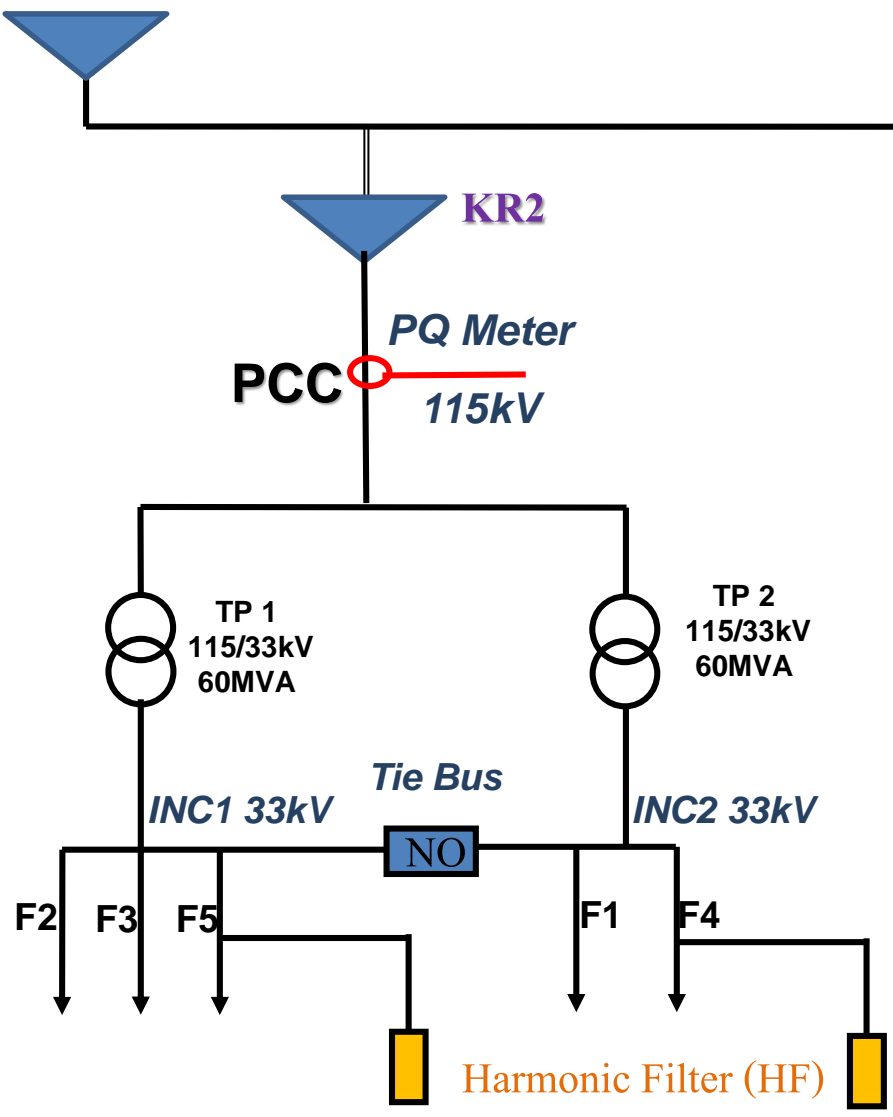 KR2
PQ Meter
PCC
115kV
TP 1
115/33kV
60MVA
TP 2
115/33kV
60MVA
Tie Bus
INC1 33kV
INC2 33kV
NO
F2
F3
F5
F1
F4
Harmonic Filter (HF)